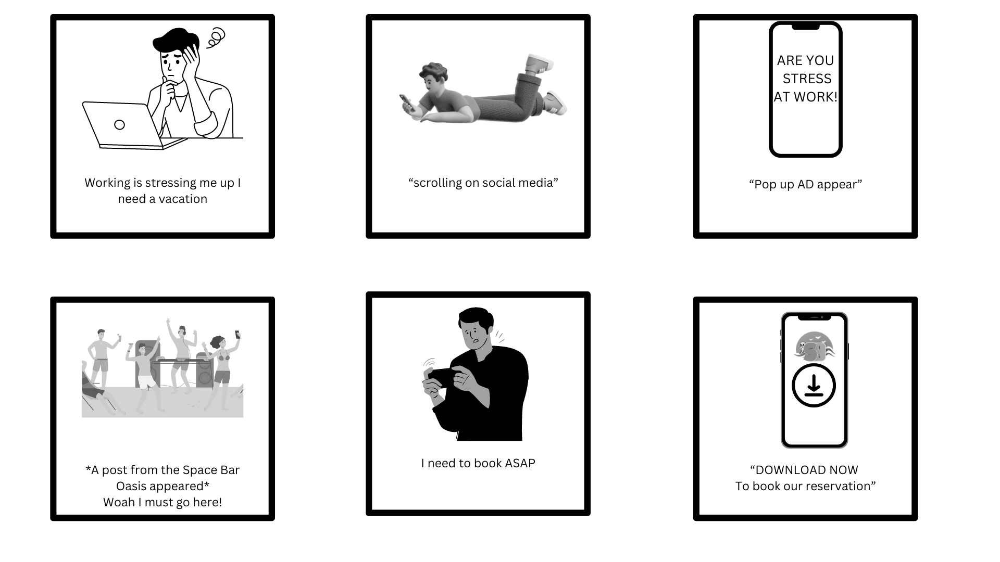 Working is stressing me up I
need a vacation
“scrolling on social media”
ARE YOU
STRESS
AT WORK!
“Pop up AD appear”
*A post from the Space Bar
Oasis appeared*
Woah I must go here!
I need to book ASAP
SB
“DOWNLOAD NOW
To book our reservation”